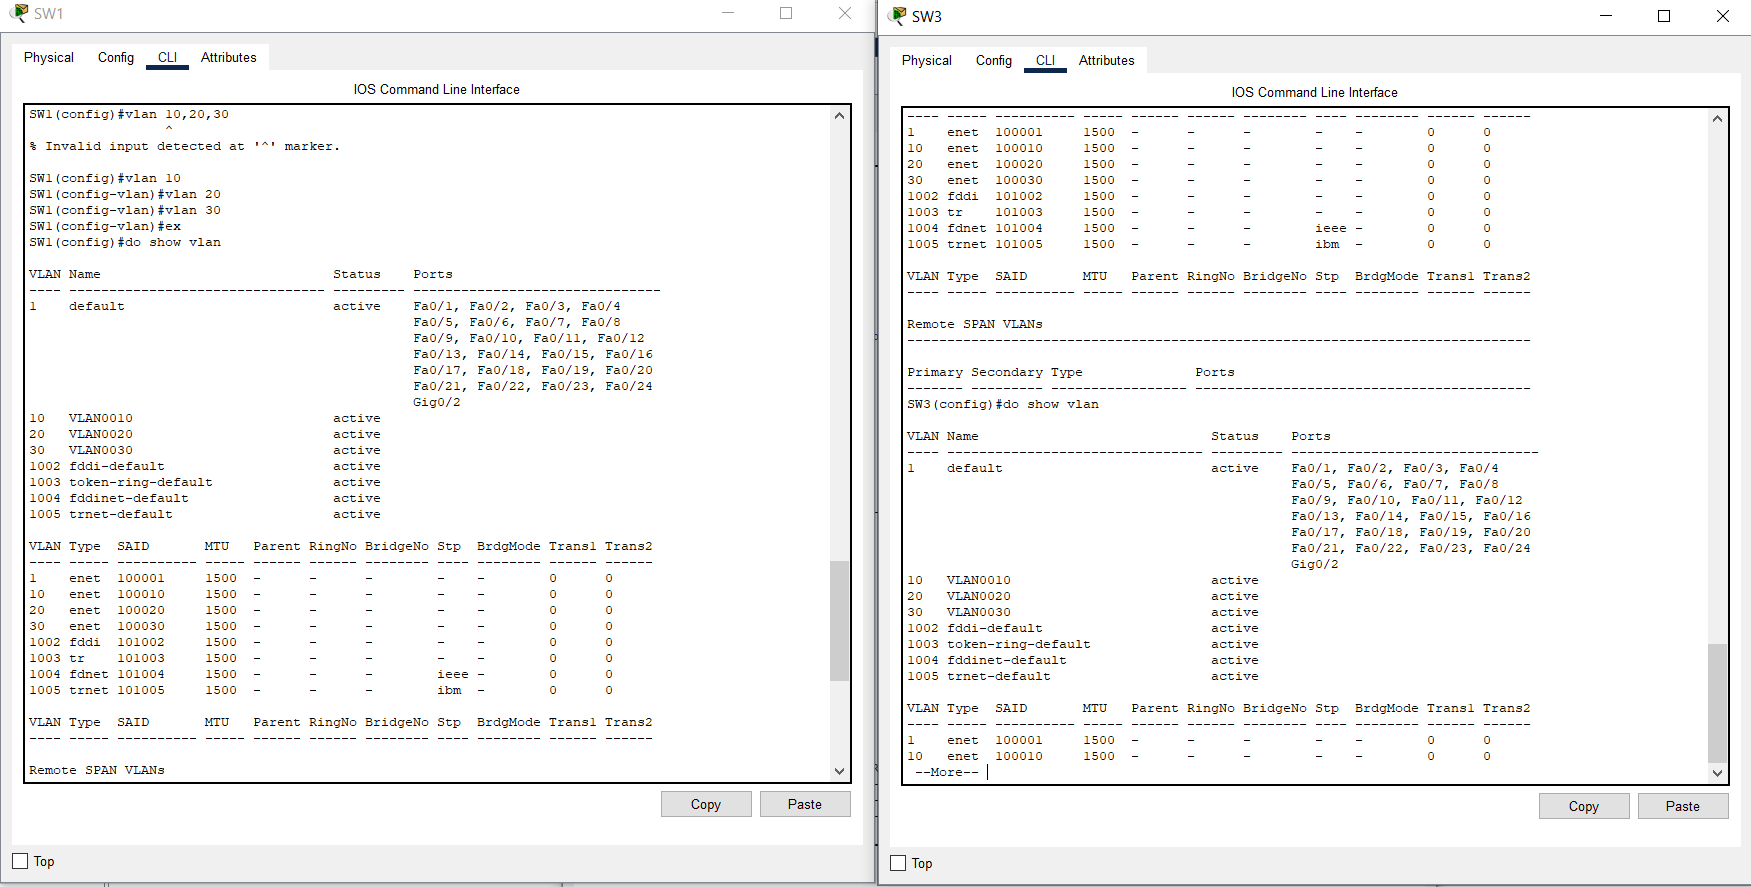 SW1
Physical Config CLI Attributes
IOS Command Line Interface
SW1(config)#vlan 10,20,30
^
% Invalid input detected at '^' marker.
SW1(config)#vlan 10
SW1(config-vlan)#vlan 20
SW1(config-vlan)#vlan 30
SW1(config-vlan)#ex
SW1(config)#do show vlan
VLAN Name                             Status    Ports
---- -------------------------------- --------- -------------------------------
1    default                          active    Fa0/1, Fa0/2, Fa0/3, Fa0/4
                                                Fa0/5, Fa0/6, Fa0/7, Fa0/8
                                                Fa0/9, Fa0/10, Fa0/11, Fa0/12
                                                Fa0/13, Fa0/14, Fa0/15, Fa0/16
                                                Fa0/17, Fa0/18, Fa0/19, Fa0/20
                                                Fa0/21, Fa0/22, Fa0/23, Fa0/24
                                                Gig0/2
10   VLAN0010                         active
20   VLAN0020                         active
30   VLAN0030                         active
1002 fddi-default                     active
1003 token-ring-default               active
1004 fddinet-default                  active
1005 trnet-default                    active
VLAN Type  SAID       MTU   Parent RingNo BridgeNo Stp  BrdgMode Trans1 Trans2
---- ----- ---------- ----- ------ ------ -------- ---- -------- ------ ------
1    enet  100001     1500  -      -      -        -    -        0      0
10   enet  100010     1500  -      -      -        -    -        0      0
20   enet  100020     1500  -      -      -        -    -        0      0
30   enet  100030     1500  -      -      -        -    -        0      0
1002 fddi  101002     1500  -      -      -        -    -        0      0
1003 tr    101003     1500  -      -      -        -    -        0      0
1004 fdnet 101004     1500  -      -      -        ieee -        0      0
1005 trnet 101005     1500  -      -      -        ibm  -        0      0
VLAN Type  SAID       MTU   Parent RingNo BridgeNo Stp  BrdgMode Trans1 Trans2
---- ----- ---------- ----- ------ ------ -------- ---- -------- ------ ------
Remote SPAN VLANs
Copy Paste
Top
SW3
Physical Config CLI Attributes
IOS Command Line Interface
---- ----- ---------- ----- ------ ------ -------- ---- -------- ------ ------
1    enet  100001     1500  -      -      -        -    -        0      0
10   enet  100010     1500  -      -      -        -    -        0      0
20   enet  100020     1500  -      -      -        -    -        0      0
30   enet  100030     1500  -      -      -        -    -        0      0
1002 fddi  101002     1500  -      -      -        -    -        0      0
1003 tr    101003     1500  -      -      -        -    -        0      0
1004 fdnet 101004     1500  -      -      -        ieee -        0      0
1005 trnet 101005     1500  -      -      -        ibm  -        0      0
VLAN Type  SAID       MTU   Parent RingNo BridgeNo Stp  BrdgMode Trans1 Trans2
---- ----- ---------- ----- ------ ------ -------- ---- -------- ------ ------
Remote SPAN VLANs
------------------------------------------------------------------------------
Primary Secondary Type              Ports
------- --------- ----------------- ------------------------------------------
SW3(config)#do show vlan
VLAN Name                             Status    Ports
---- -------------------------------- --------- -------------------------------
1    default                          active    Fa0/1, Fa0/2, Fa0/3, Fa0/4
                                                Fa0/5, Fa0/6, Fa0/7, Fa0/8
                                                Fa0/9, Fa0/10, Fa0/11, Fa0/12
                                                Fa0/13, Fa0/14, Fa0/15, Fa0/16
                                                Fa0/17, Fa0/18, Fa0/19, Fa0/20
                                                Fa0/21, Fa0/22, Fa0/23, Fa0/24
                                                Gig0/2
10   VLAN0010                         active
20   VLAN0020                         active
30   VLAN0030                         active
1002 fddi-default                     active
1003 token-ring-default               active
1004 fddinet-default                  active
1005 trnet-default                    active
VLAN Type  SAID       MTU   Parent RingNo BridgeNo Stp  BrdgMode Trans1 Trans2
---- ----- ---------- ----- ------ ------ -------- ---- -------- ------ ------
1    enet  100001     1500  -      -      -        -    -        0      0
10   enet  100010     1500  -      -      -        -    -        0      0
 --More--
Copy Paste
Top